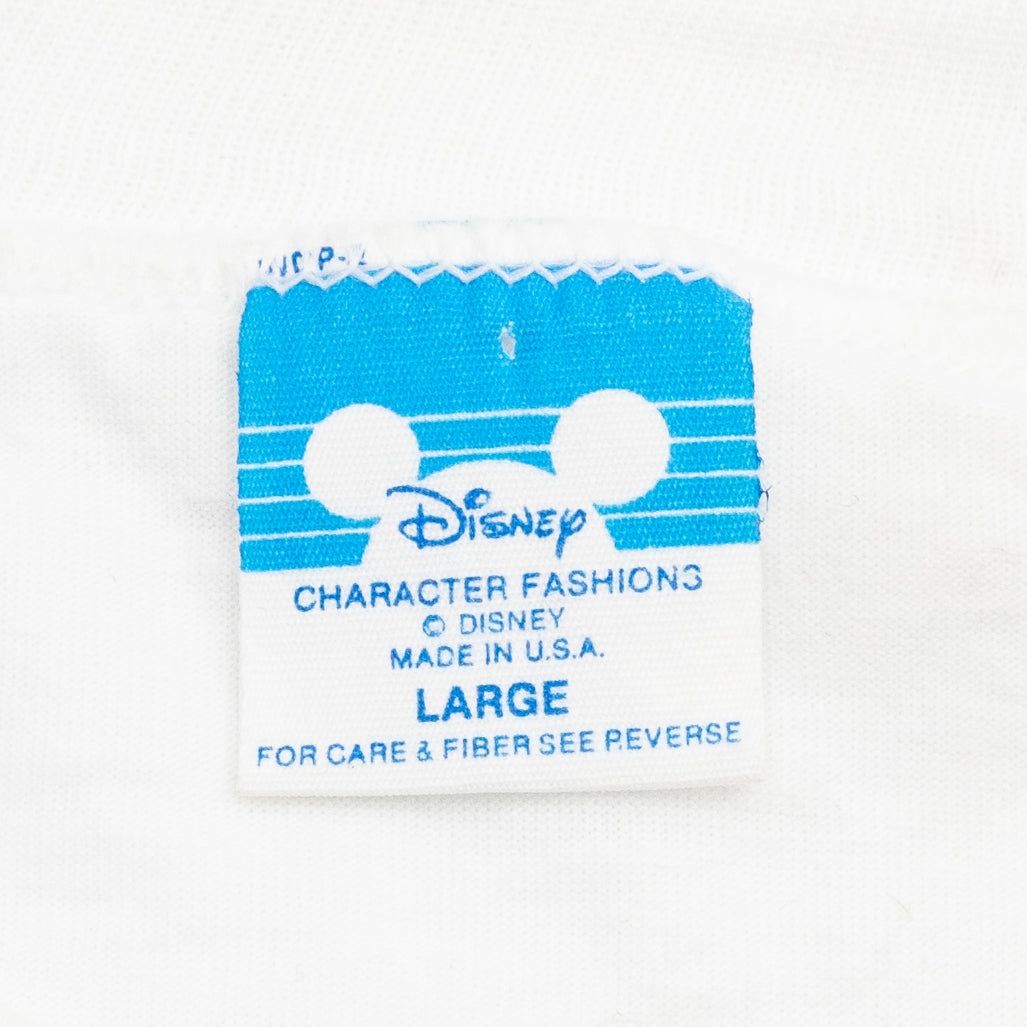 Disney
CHARACTER FASHIONS
© DISNEY
MADE IN U.S.A.
LARGE
FOR CARE & FIBER SEE REVERSE